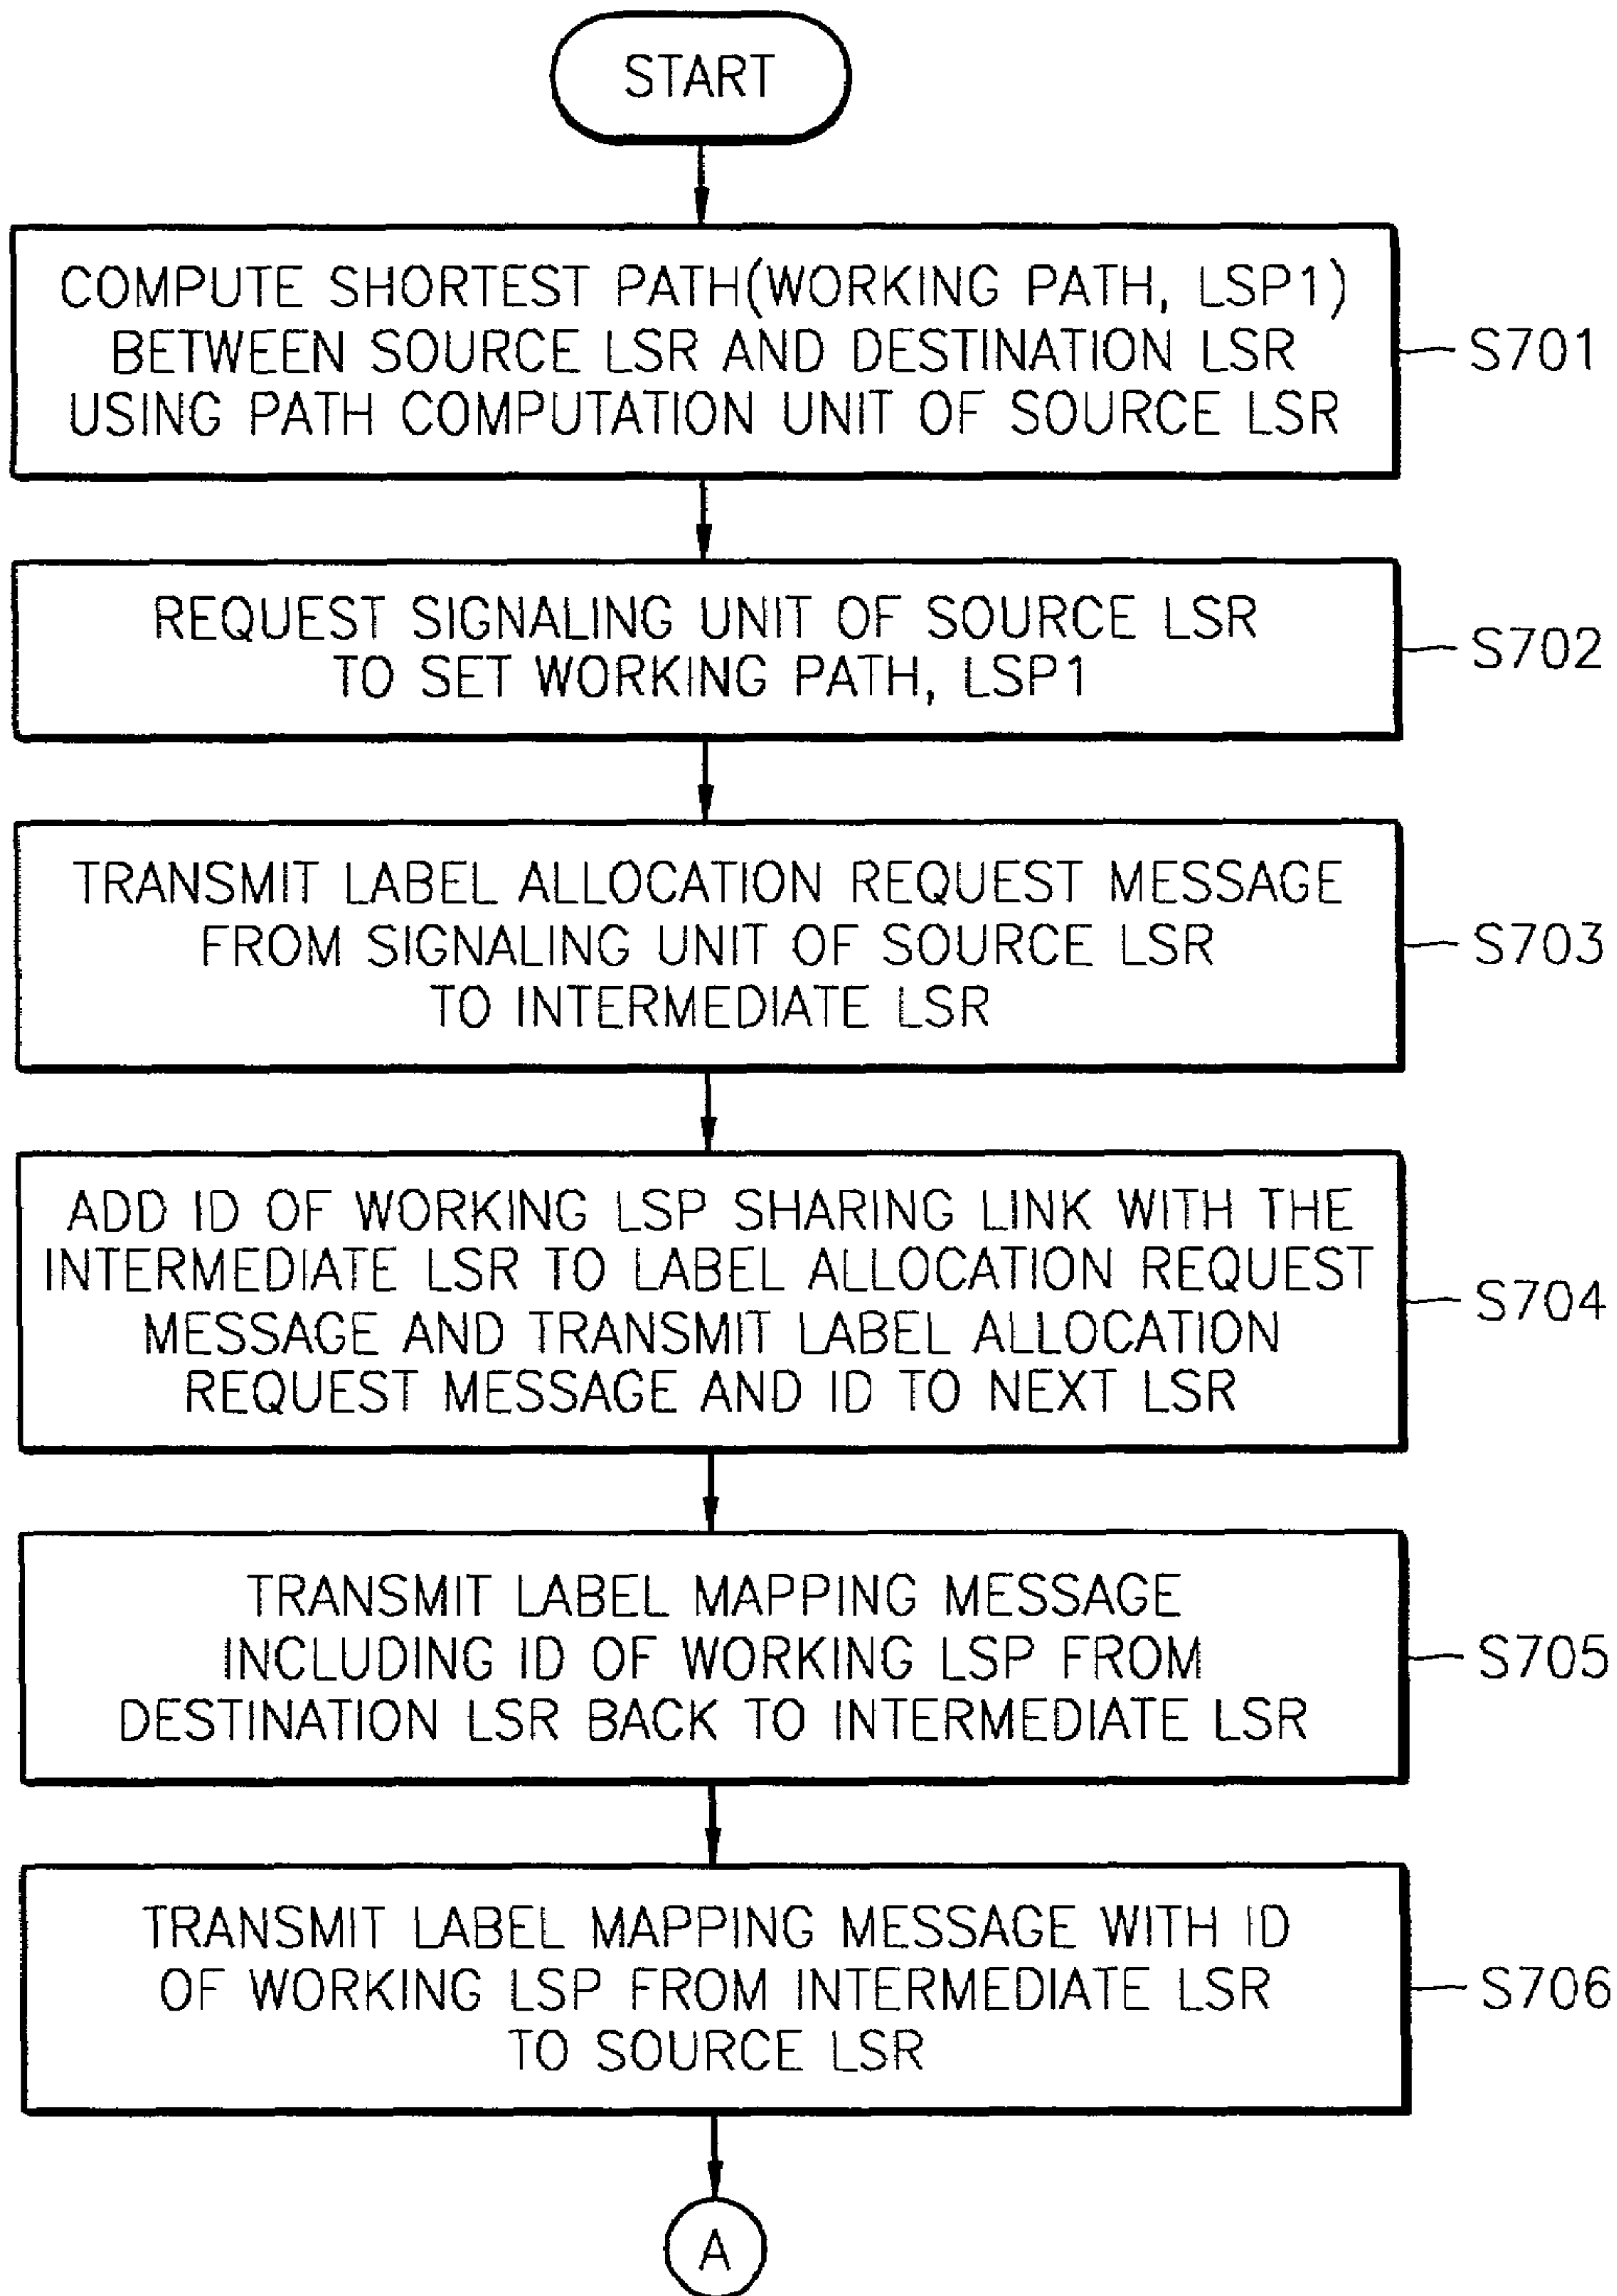 START
COMPUTE SHORTEST PATH(WORKING PATH, LSP1)
BETWEEN SOURCE LSR AND DESTINATION LSR
USING PATH COMPUTATION UNIT OF SOURCE LSR
S701
REQUEST SIGNALING UNIT OF SOURCE LSR
TO SET WORKING PATH, LSP1
S702
TRANSMIT LABEL ALLOCATION REQUEST MESSAGE
FROM SIGNALING UNIT OF SOURCE LSR
TO INTERMEDIATE LSR
S703
ADD ID OF WORKING LSP SHARING LINK WITH THE
INTERMEDIATE LSR TO LABEL ALLOCATION REQUEST
MESSAGE AND TRANSMIT LABEL ALLOCATION
REQUEST MESSAGE AND ID TO NEXT LSR
S704
TRANSMIT LABEL MAPPING MESSAGE
INCLUDING ID OF WORKING LSP FROM
DESTINATION LSR BACK TO INTERMEDIATE LSR
S705
TRANSMIT LABEL MAPPING MESSAGE WITH ID
OF WORKING LSP FROM INTERMEDIATE LSR
TO SOURCE LSR
S706
A